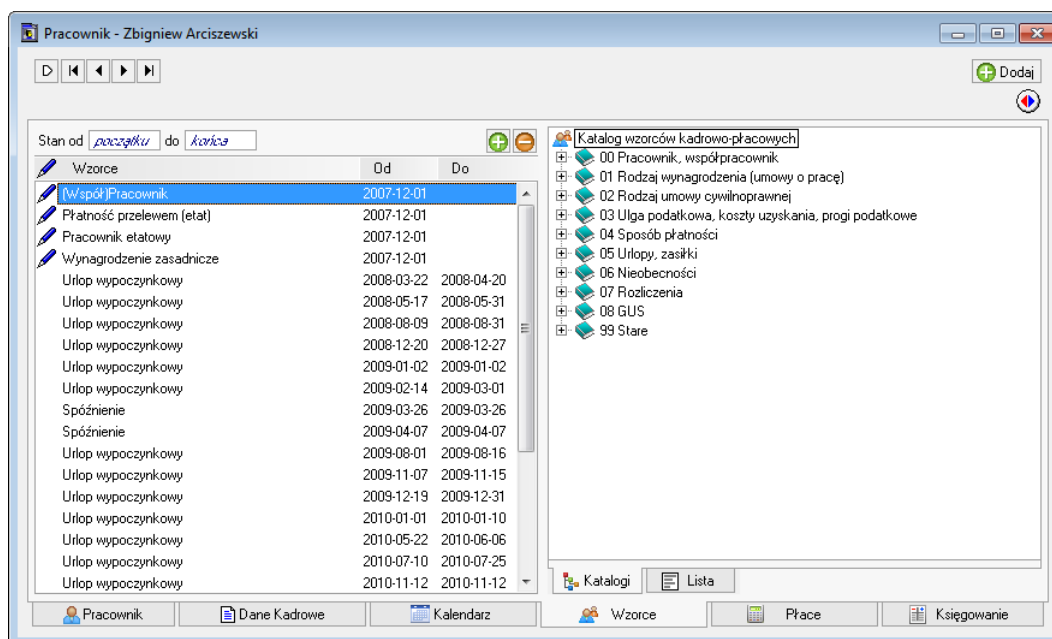 Pracownik - Zbigniew Arciszewski
Dodaj
Stan od początku do końca
Wzorce Od Do
(Współ)Pracownik 2007-12-01
Płatność przelewem (etat) 2007-12-01
Pracownik etatowy 2007-12-01
Wynagrodzenie zasadnicze 2007-12-01
Urlop wypoczynkowy 2008-03-22 2008-04-20
Urlop wypoczynkowy 2008-05-17 2008-05-31
Urlop wypoczynkowy 2008-08-09 2008-08-31
Urlop wypoczynkowy 2008-12-20 2008-12-27
Urlop wypoczynkowy 2009-01-02 2009-01-02
Urlop wypoczynkowy 2009-02-14 2009-03-01
Spóźnienie 2009-03-26 2009-03-26
Spóźnienie 2009-04-07 2009-04-07
Urlop wypoczynkowy 2009-08-01 2009-08-16
Urlop wypoczynkowy 2009-11-07 2009-11-15
Urlop wypoczynkowy 2009-12-19 2009-12-31
Urlop wypoczynkowy 2010-01-01 2010-01-10
Urlop wypoczynkowy 2010-05-22 2010-06-06
Urlop wypoczynkowy 2010-07-10 2010-07-25
Urlop wypoczynkowy 2010-11-12 2010-11-12
Katalog wzorców kadrowo-płacowych
00 Pracownik, współpracownik
01 Rodzaj wynagrodzenia (umowy o pracę)
02 Rodzaj umowy cywilnoprawnej
03 Ulga podatkowa, koszty uzyskania, progi podatkowe
04 Sposób płatności
05 Urlopy, zasiłki
06 Nieobecności
07 Rozliczenia
08 GUS
99 Stare
Katalogi Lista
Pracownik Dane Kadrowe Kalendarz Wzorce Płace Księgowanie